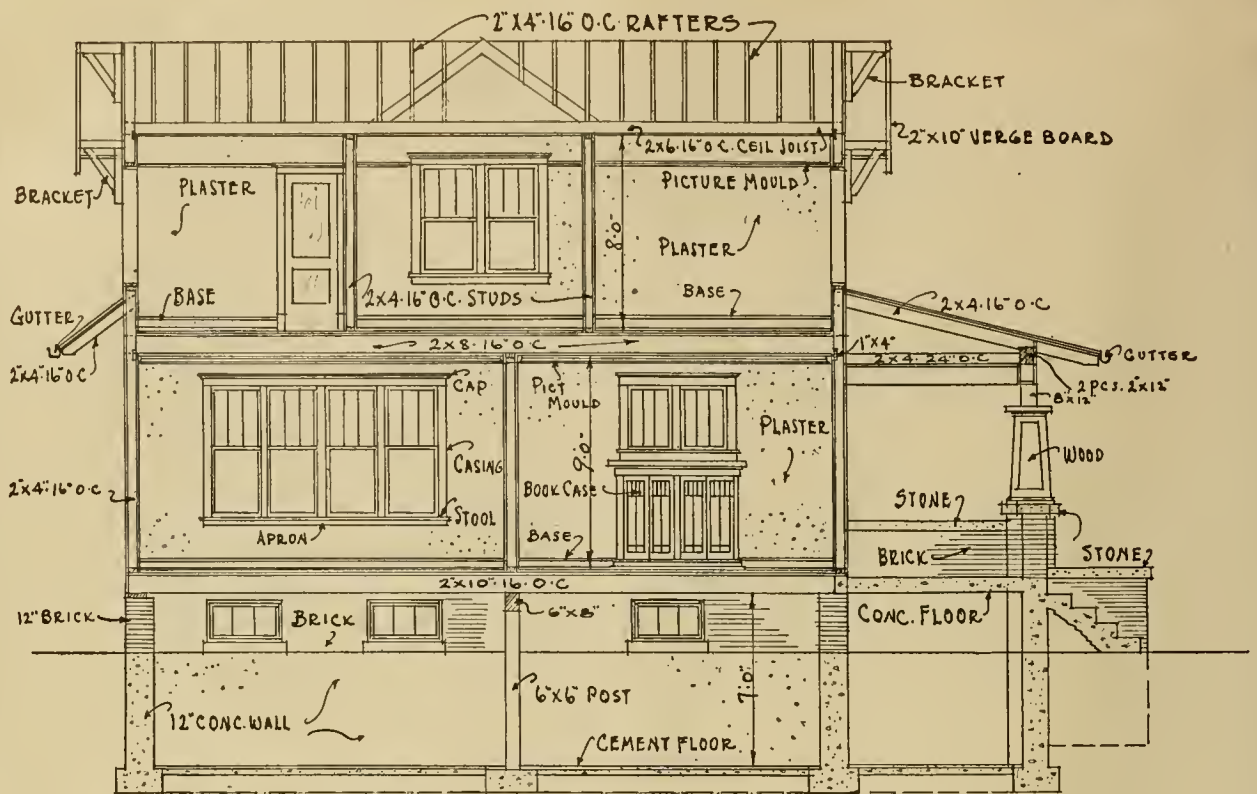 2"X4"·16" O·C·RAFTERS
BRACKET
2"X10" VERGE BOARD
2X6·16" O·C·CEIL JOIST
PICTURE MOULD
PLASTER
BRACKET
8'·0"
PLASTER
BASE
2X4·16" O·C·STUDS
BASE
2X4·16" O·C
GUTTER
2"X4"·16" O·C
2X8·16" O·C
1"X4"
2X4·24" O·C
GUTTER
2 PCS. 2"X12"
8"X12"
CAP
PICT
MOULD
PLASTER
CASING
9'·0"
WOOD
2"X4"·16" O·C
BOOK CASE
STOOL
STONE
APRON
BASE
BRICK
STONE
2"X10"·16" O·C
12" BRICK
BRICK
6"X8"
CONC. FLOOR
6"X6" POST
7'·0"
12" CONC. WALL
CEMENT FLOOR